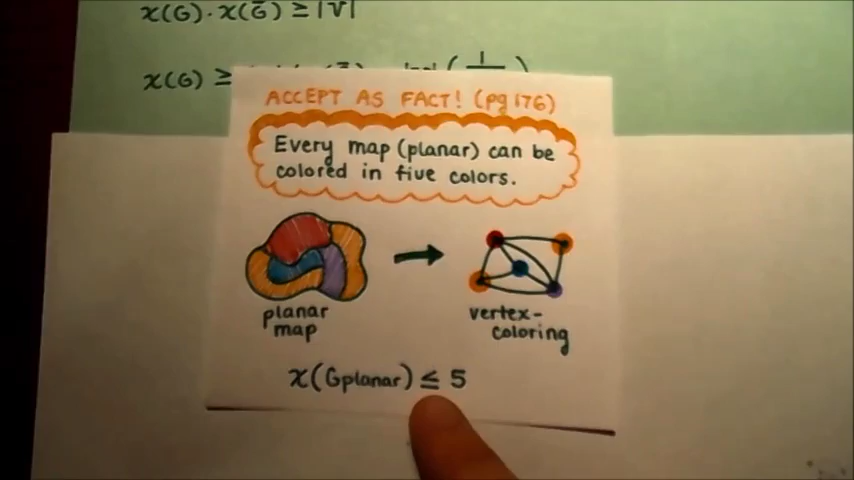 χ(G)·χ(G̅) ≥ |V|
χ(G) ≥
ACCEPT AS FACT! (pg 176)
Every map (planar) can be
colored in five colors.
planar
map
vertex-
coloring
χ(Gplanar) ≤ 5